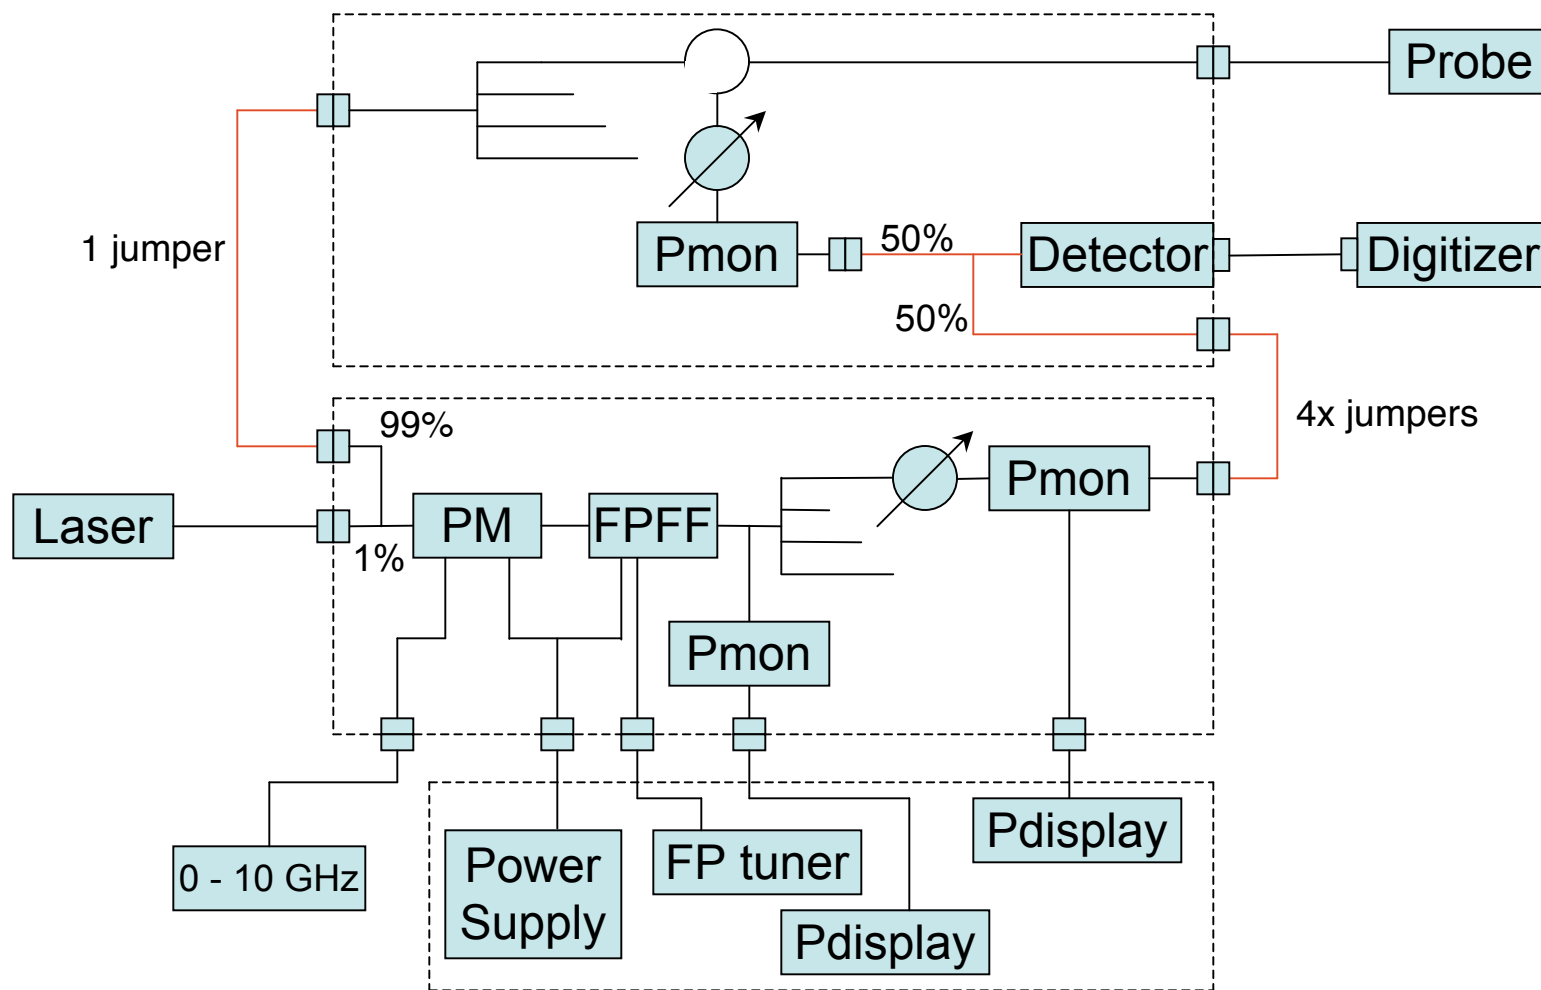 Probe
1 jumper
Pmon
50%
Detector
Digitizer
50%
99%
4x jumpers
Laser
1%
PM
FPFF
Pmon
Pmon
0 - 10 GHz
Power
Supply
FP tuner
Pdisplay
Pdisplay